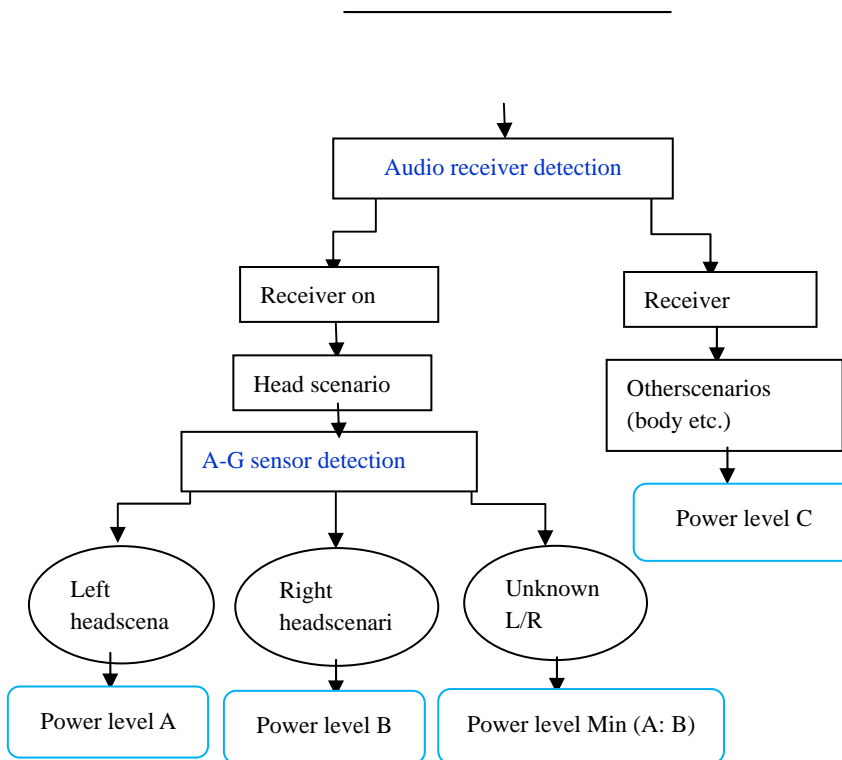 Audio receiver detection
Receiver on
Receiver
Head scenario
Otherscenarios
(body etc.)
A-G sensor detection
Power level C
Left
headscena
Right
headscenari
Unknown
L/R
Power level A
Power level B
Power level Min (A: B)